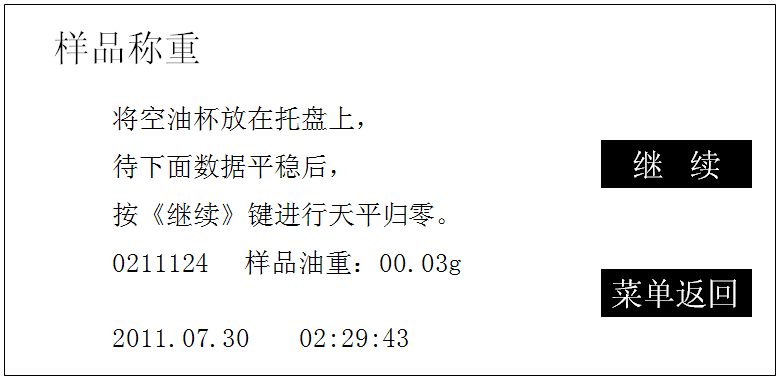 样品称重
将空油杯放在托盘上，
待下面数据平稳后，
按《继续》键进行天平归零。
继 续
0211124 样品油重：00.03g
菜单返回
2011.07.30 02:29:43